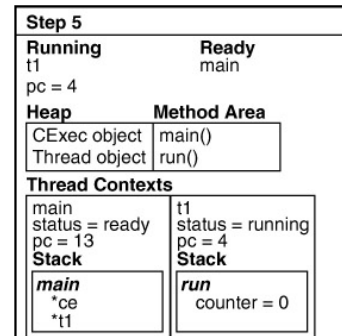 Step 5
Running Ready
t1 main
pc = 4
Heap Method Area
CExec object main()
Thread object run()
Thread Contexts
main t1
status = ready status = running
pc = 13 pc = 4
Stack Stack
main run
*ce counter = 0
*t1